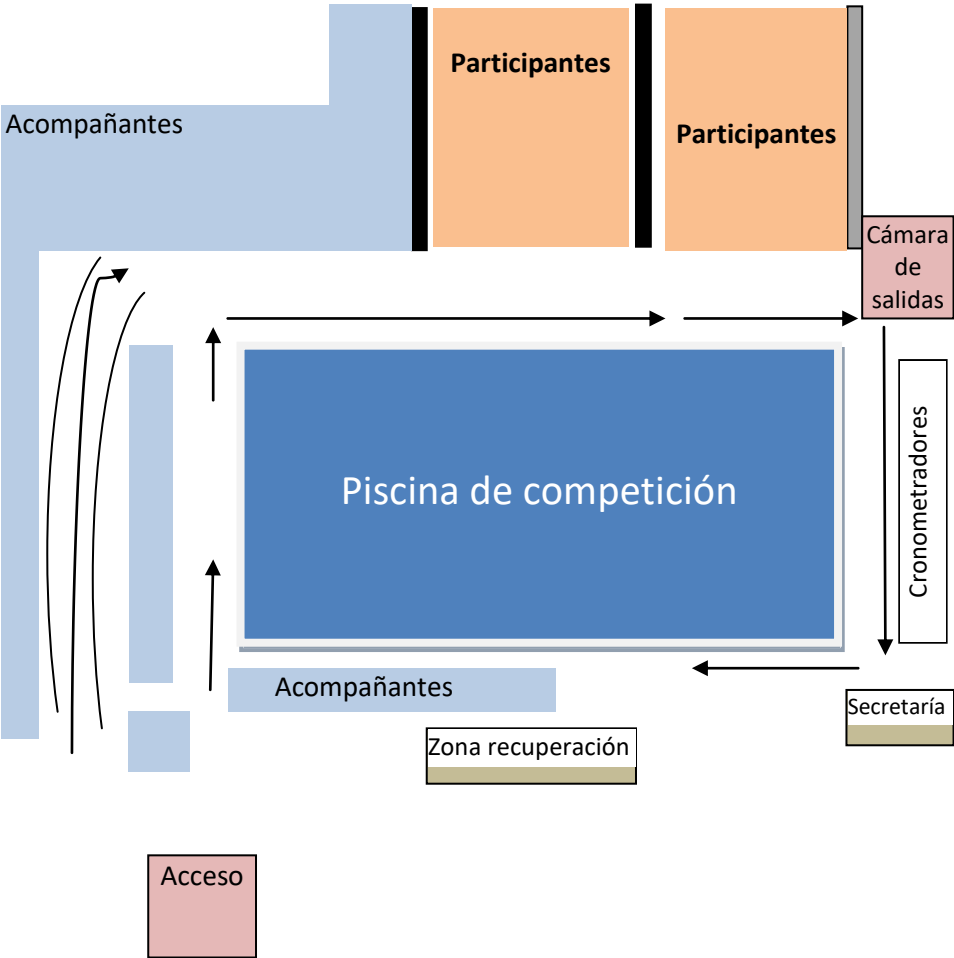 Participantes
Acompañantes
Participantes
Cámara
de
salidas
Cronometradores
Piscina de competición
Acompañantes
Secretaría
Zona recuperación
Acceso